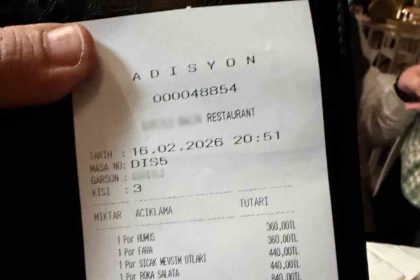 ADISYON
000048854
RESTAURANT
TARIH : 16.02.2026 20:51
MASA NO: DIS5
GARSON :
KISI : 3
MIKTAR ACIKLAMA TUTARI
1 Por HUMUS 360,00TL
1 Por FAVA 360,00TL
1 Por SICAK MEVSIM OTLARI 440,00TL
1 Por ROKA SALATA 440,00TL
840,00TL